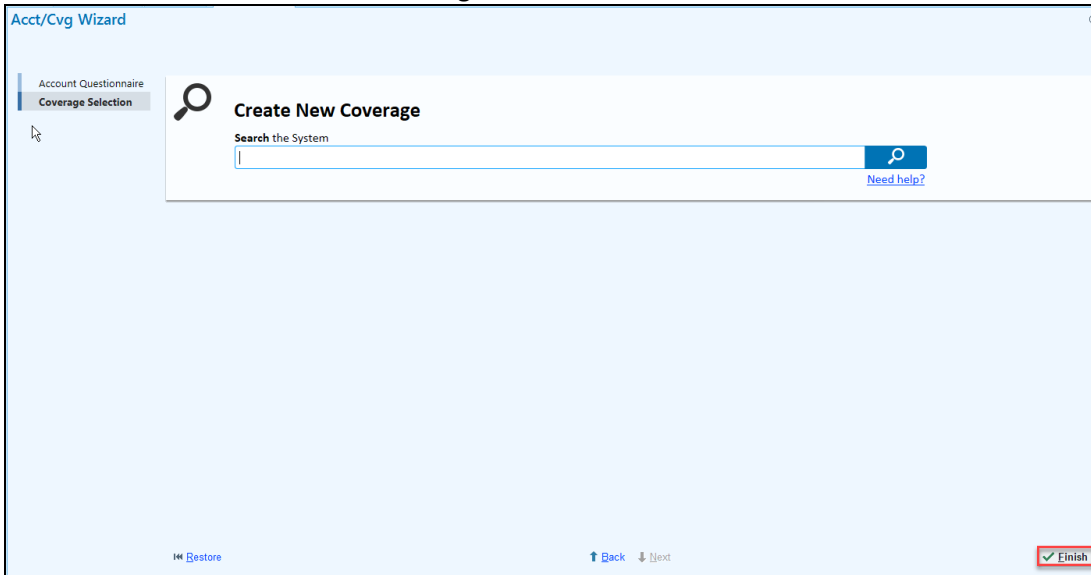 Acct/Cvg Wizard
Account Questionnaire
Coverage Selection
Create New Coverage
Search the System
Need help?
Restore
Back Next
Finish